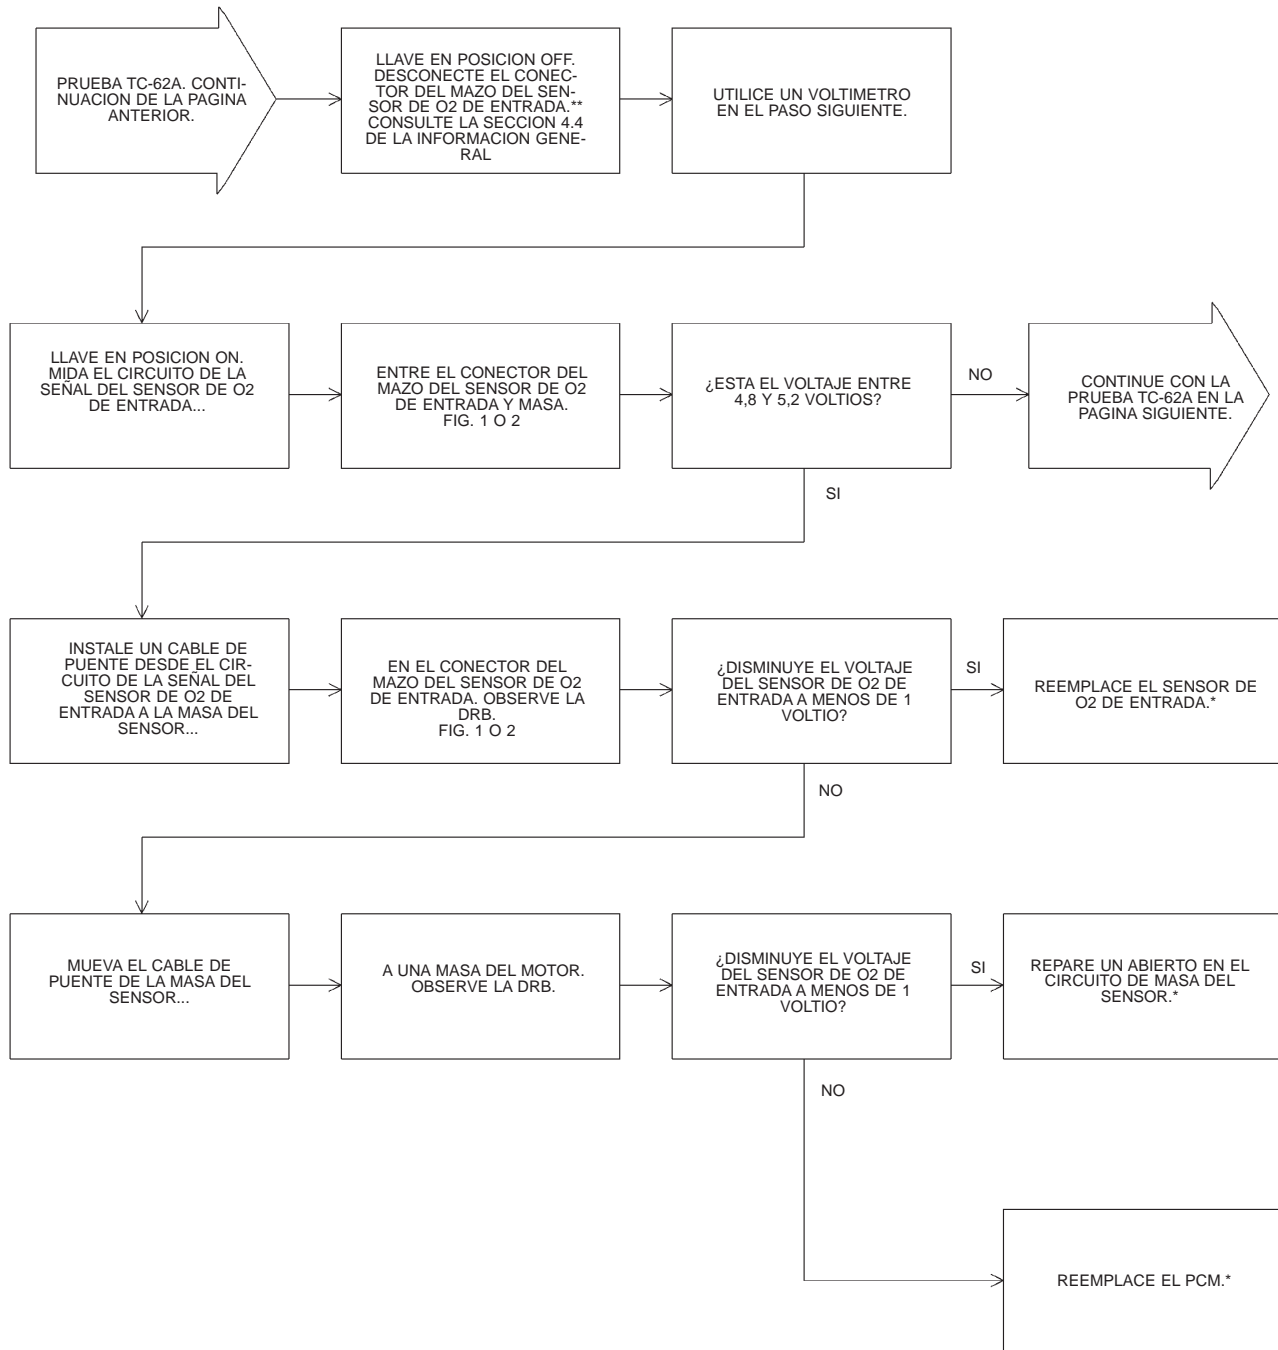 PRUEBA TC-62A. CONTI-
NUACION DE LA PAGINA
ANTERIOR.
LLAVE EN POSICION OFF.
DESCONECTE EL CONEC-
TOR DEL MAZO DEL SEN-
SOR DE O2 DE ENTRADA.**
CONSULTE LA SECCION 4.4
DE LA INFORMACION GENE-
RAL
UTILICE UN VOLTIMETRO
EN EL PASO SIGUIENTE.
LLAVE EN POSICION ON.
MIDA EL CIRCUITO DE LA
SEÑAL DEL SENSOR DE O2
DE ENTRADA...
ENTRE EL CONECTOR DEL
MAZO DEL SENSOR DE O2
DE ENTRADA Y MASA.
FIG. 1 O 2
¿ESTA EL VOLTAJE ENTRE
4,8 Y 5,2 VOLTIOS?
NO
CONTINUE CON LA
PRUEBA TC-62A EN LA
PAGINA SIGUIENTE.
SI
INSTALE UN CABLE DE
PUENTE DESDE EL CIR-
CUITO DE LA SEÑAL DEL
SENSOR DE O2 DE
ENTRADA A LA MASA DEL
SENSOR...
EN EL CONECTOR DEL
MAZO DEL SENSOR DE O2
DE ENTRADA. OBSERVE LA
DRB.
FIG. 1 O 2
¿DISMINUYE EL VOLTAJE
DEL SENSOR DE O2 DE
ENTRADA A MENOS DE 1
VOLTIO?
SI
REEMPLACE EL SENSOR DE
O2 DE ENTRADA.*
NO
MUEVA EL CABLE DE
PUENTE DE LA MASA DEL
SENSOR...
A UNA MASA DEL MOTOR.
OBSERVE LA DRB.
¿DISMINUYE EL VOLTAJE
DEL SENSOR DE O2 DE
ENTRADA A MENOS DE 1
VOLTIO?
SI
REPARE UN ABIERTO EN EL
CIRCUITO DE MASA DEL
SENSOR.*
NO
REEMPLACE EL PCM.*